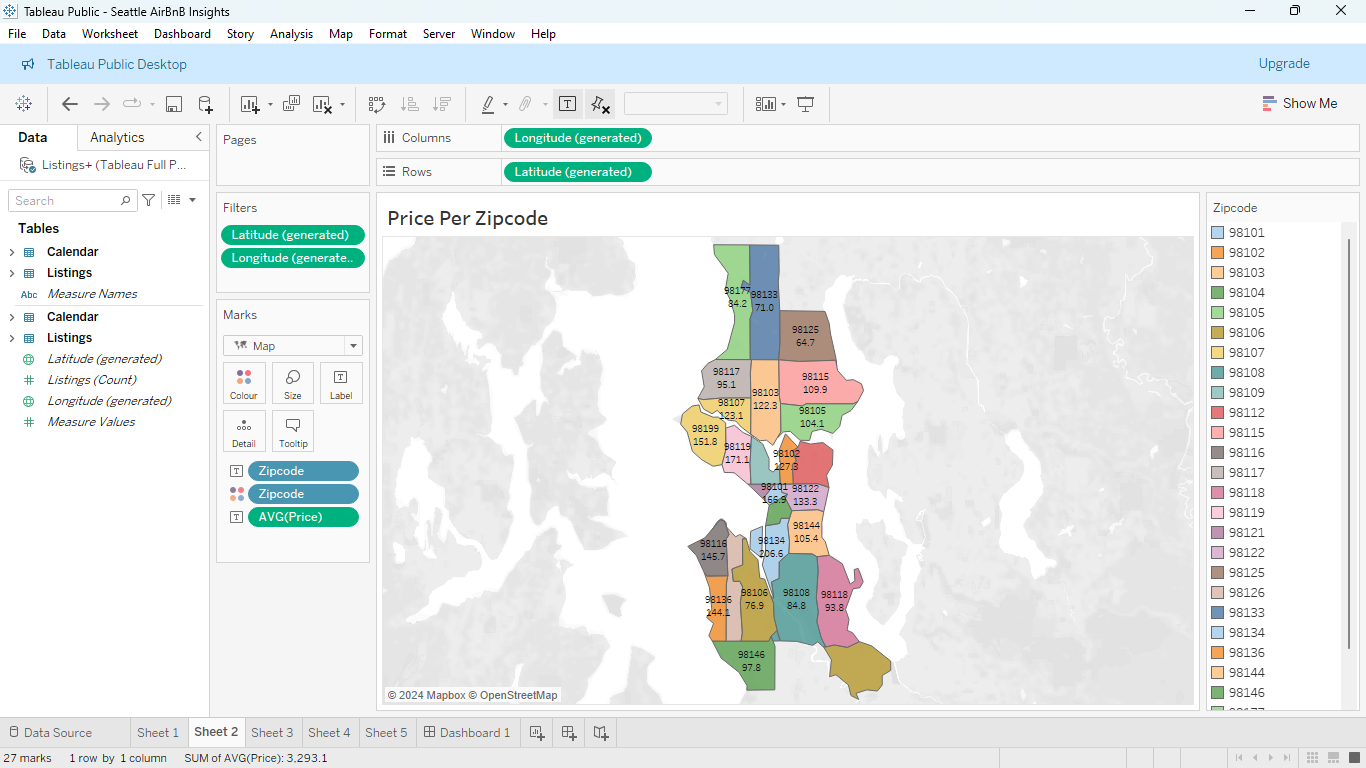 Tableau Public - Seattle AirBnB Insights
File Data Worksheet Dashboard Story Analysis Map Format Server Window Help
Tableau Public Desktop
Upgrade
Show Me
Data Analytics
Listings+ (Tableau Full P...
Search
Tables
Calendar
Listings
Abc Measure Names
Calendar
Listings
Latitude (generated)
Listings (Count)
Longitude (generated)
Measure Values
Pages
Filters
Latitude (generated)
Longitude (generate..
Marks
Map
Colour Size Label
Detail Tooltip
Zipcode
Zipcode
AVG(Price)
Columns Longitude (generated)
Rows Latitude (generated)
Price Per Zipcode
98177
84.2
98133
71.0
98125
64.7
98117
95.1
98103
122.3
98115
109.9
98107
123.1
98105
104.1
98199
151.8
98119
171.1
98102
127.3
98101
166.9
98122
133.3
98144
105.4
98134
206.6
98116
145.7
98136
144.1
98106
76.9
98108
84.8
98118
93.8
98146
97.8
© 2024 Mapbox © OpenStreetMap
Zipcode
98101
98102
98103
98104
98105
98106
98107
98108
98109
98112
98115
98116
98117
98118
98119
98121
98122
98125
98126
98133
98134
98136
98144
98146
Data Source Sheet 1 Sheet 2 Sheet 3 Sheet 4 Sheet 5 Dashboard 1
27 marks 1 row by 1 column SUM of AVG(Price): 3,293.1